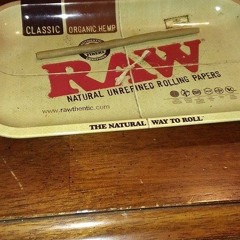 CLASSIC ORGANIC HEMP
RAW
NATURAL UNREFINED ROLLING PAPERS
www.rawthentic.com
THE NATURAL WAY TO ROLL